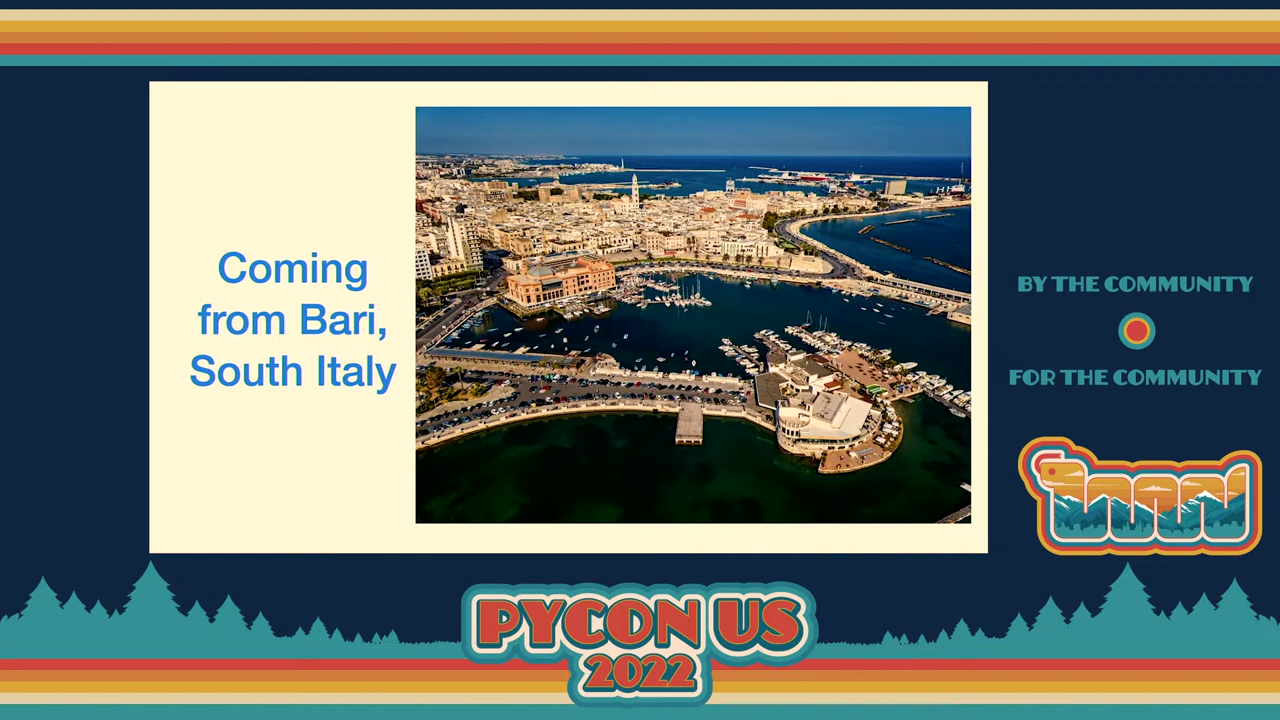 Coming
from Bari,
South Italy
BY THE COMMUNITY
FOR THE COMMUNITY
PYCON US
2022